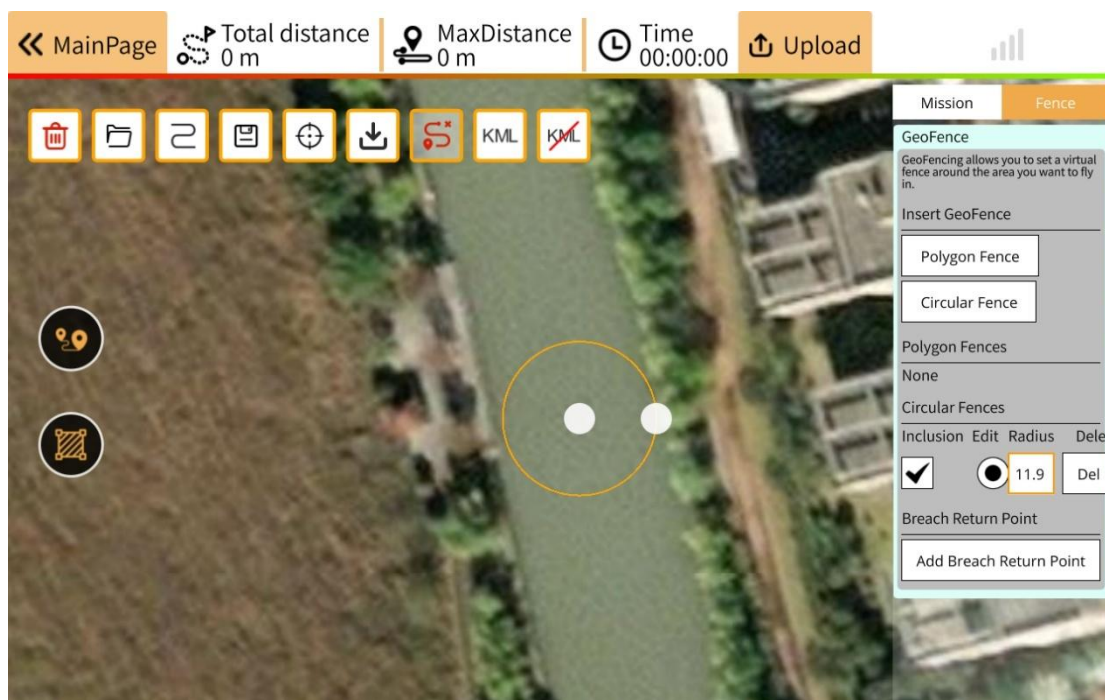 MainPage
Total distance
0 m
MaxDistance
0 m
Time
00:00:00
Upload
KML
KML
Mission
Fence
GeoFence
GeoFencing allows you to set a virtual
fence around the area you want to fly
in.
Insert GeoFence
Polygon Fence
Circular Fence
Polygon Fences
None
Circular Fences
Inclusion Edit Radius Dele
11.9 Del
Breach Return Point
Add Breach Return Point